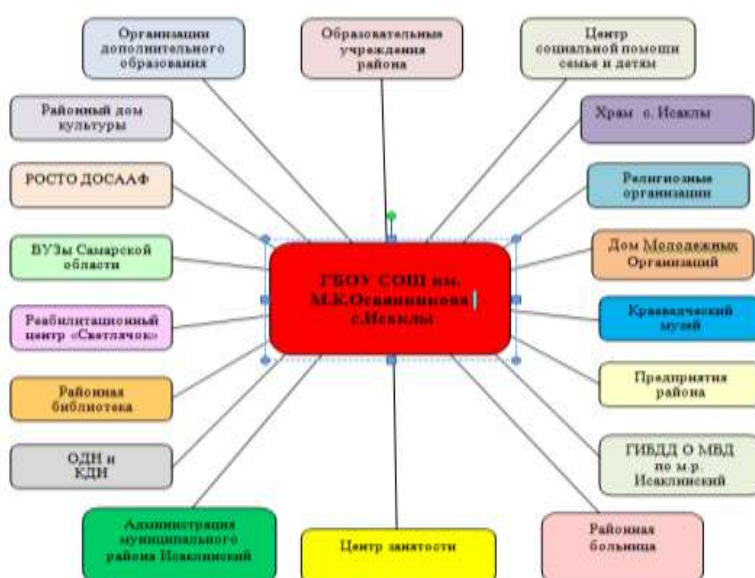 Организации
дополнительного
образования
Образовательные
учреждения
района
Центр
социальной помощи
семье и детям
Районный дом
культуры
Храм с. Исаклы
РОСТО ДОСААФ
Религиозные
организации
ВУЗы Самарской
области
ГБОУ СОШ им.
М.К.Овсянникова
с.Исаклы
Дом Молодежных
Организаций
Реабилитационный
центр «Светлячок»
Краеведческий
музей
Районная
библиотека
Предприятия
района
ОДН и
КДН
ГИБДД О МВД
по м.р.
Исаклинский
Администрация
муниципального
района Исаклинский
Центр занятости
Районная
больница